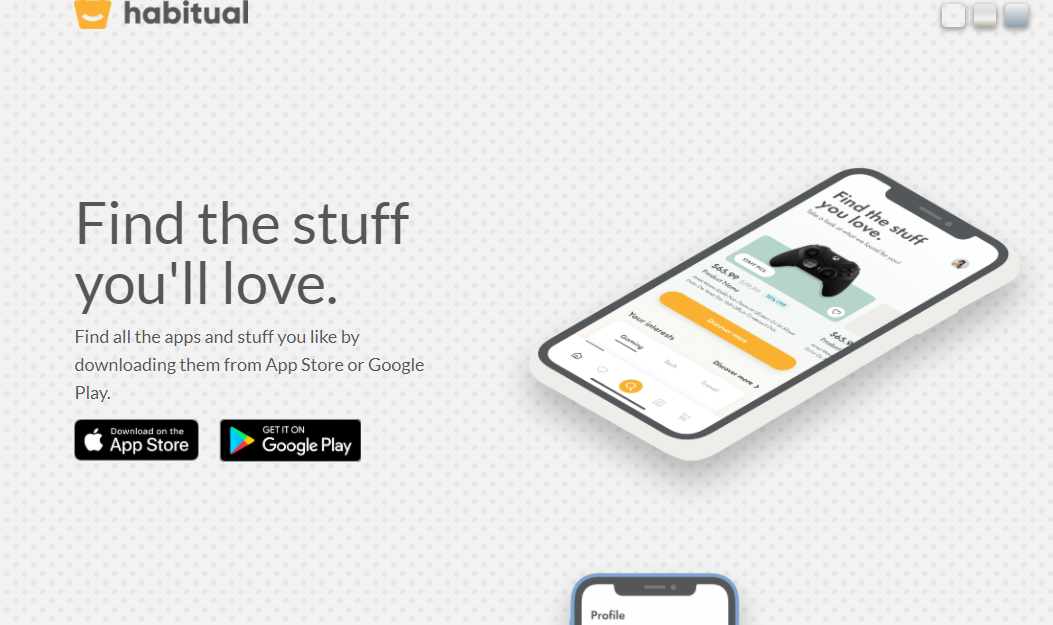 habitual
Find the stuff
you'll love.
Find all the apps and stuff you like by
downloading them from App Store or Google
Play.
Download on the
App Store
GET IT ON
Google Play
Find the stuff
you love.
Take a look at what we found for you!
STAFF PICK
$65.99
Product Name
Discover more
$65.9
Your interests
Discover more
Gaming
Tech
Travel
Profile